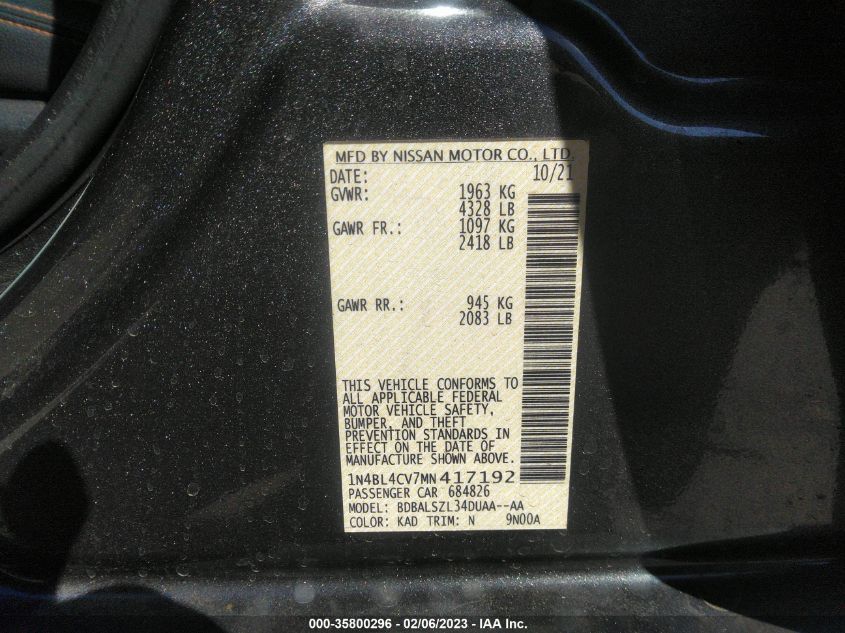 MFD BY NISSAN MOTOR CO., LTD.
DATE: 10/21
GVWR: 1963 KG
4328 LB
GAWR FR.: 1097 KG
2418 LB
GAWR RR.: 945 KG
2083 LB
THIS VEHICLE CONFORMS TO
ALL APPLICABLE FEDERAL
MOTOR VEHICLE SAFETY,
BUMPER, AND THEFT
PREVENTION STANDARDS IN
EFFECT ON THE DATE OF
MANUFACTURE SHOWN ABOVE.
1N4BL4CV7MN417192
PASSENGER CAR 684826
MODEL: BDBALSZL34DUAA--AA
COLOR: KAD TRIM: N 9N00A
000-35800296 - 02/06/2023 - IAA Inc.